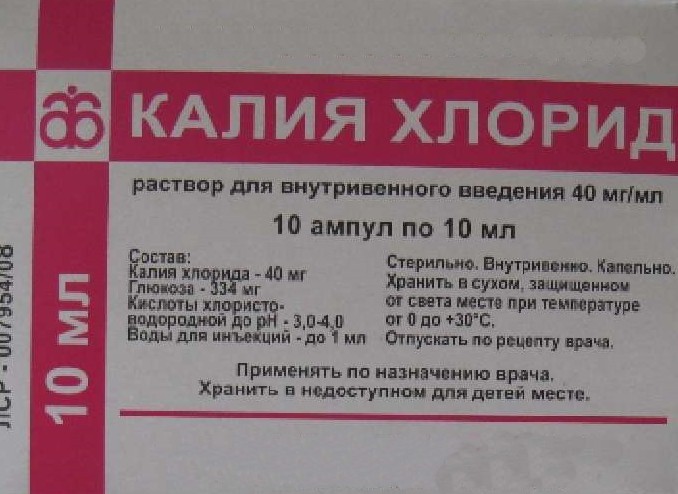 КАЛИЯ ХЛОРИД
раствор для внутривенного введения 40 мг/мл
10 ампул по 10 мл
Состав:
Калия хлорида - 40 мг
Глюкоза - 334 мг
Кислоты хлористо-
водородной до pH - 3,0-4,0
Воды для инъекций - до 1 мл
Стерильно. Внутривенно. Капельно.
Хранить в сухом, защищенном
от света месте при температуре
от 0 до +30°С.
Отпускать по рецепту врача.
Применять по назначению врача.
Хранить в недоступном для детей месте.
10 мл
ЛСР - 007954/08